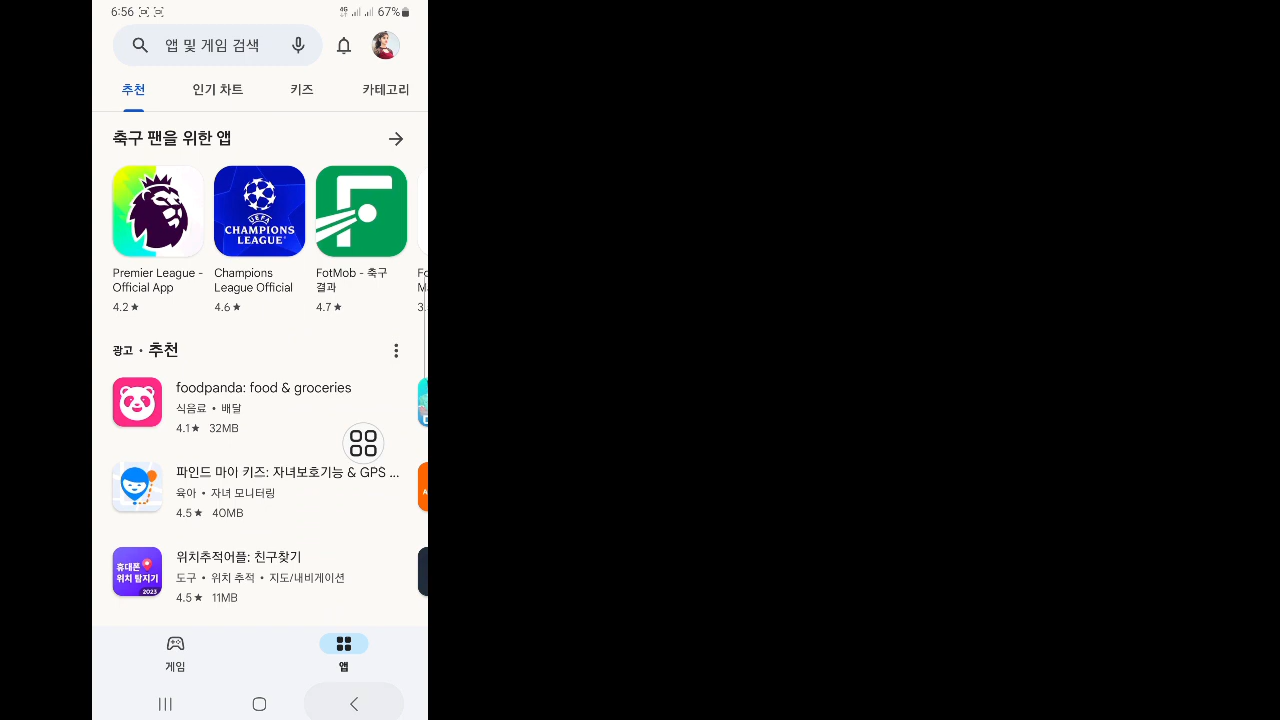 6:56 4G 67%
앱 및 게임 검색
추천 인기 차트 키즈 카테고리
축구 팬을 위한 앱
UEFA
CHAMPIONS
LEAGUE
Premier League - Champions FotMob - 축구
Official App League Official 결과
4.2★ 4.6★ 4.7★ 3.
광고 • 추천
foodpanda: food & groceries
식음료 • 배달
4.1★ 32MB
파인드 마이 키즈: 자녀보호기능 & GPS ...
육아 • 자녀 모니터링
4.5★ 40MB
휴대폰
위치 탐지기
2023
위치추적어플: 친구찾기
도구 • 위치 추적 • 지도/내비게이션
4.5★ 11MB
게임 앱